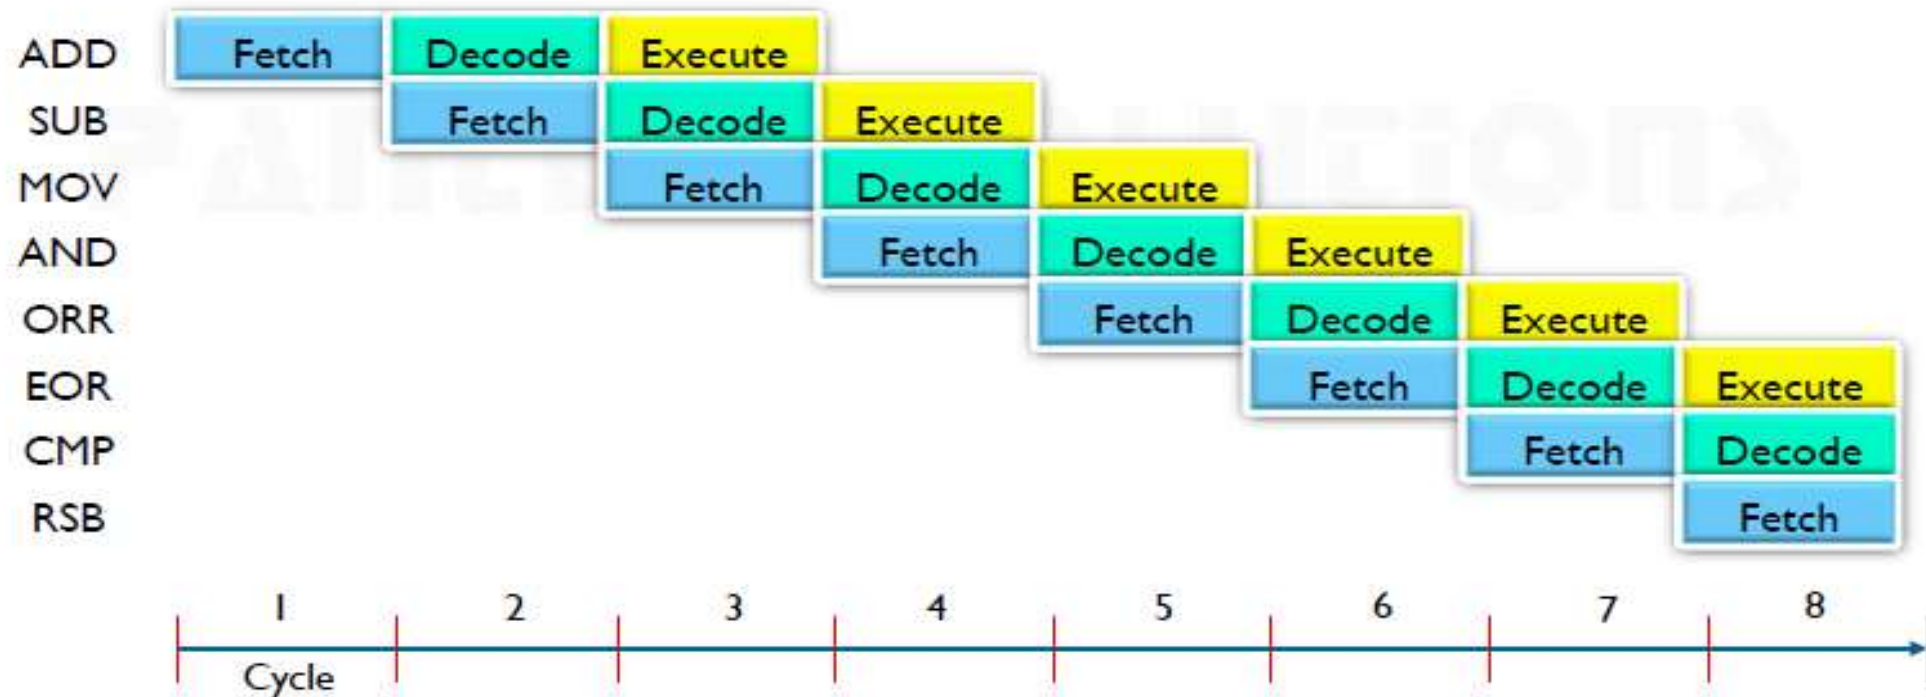 ADD Fetch Decode Execute
SUB Fetch Decode Execute
MOV Fetch Decode Execute
AND Fetch Decode Execute
ORR Fetch Decode Execute
EOR Fetch Decode Execute
CMP Fetch Decode
RSB Fetch
1 2 3 4 5 6 7 8
Cycle